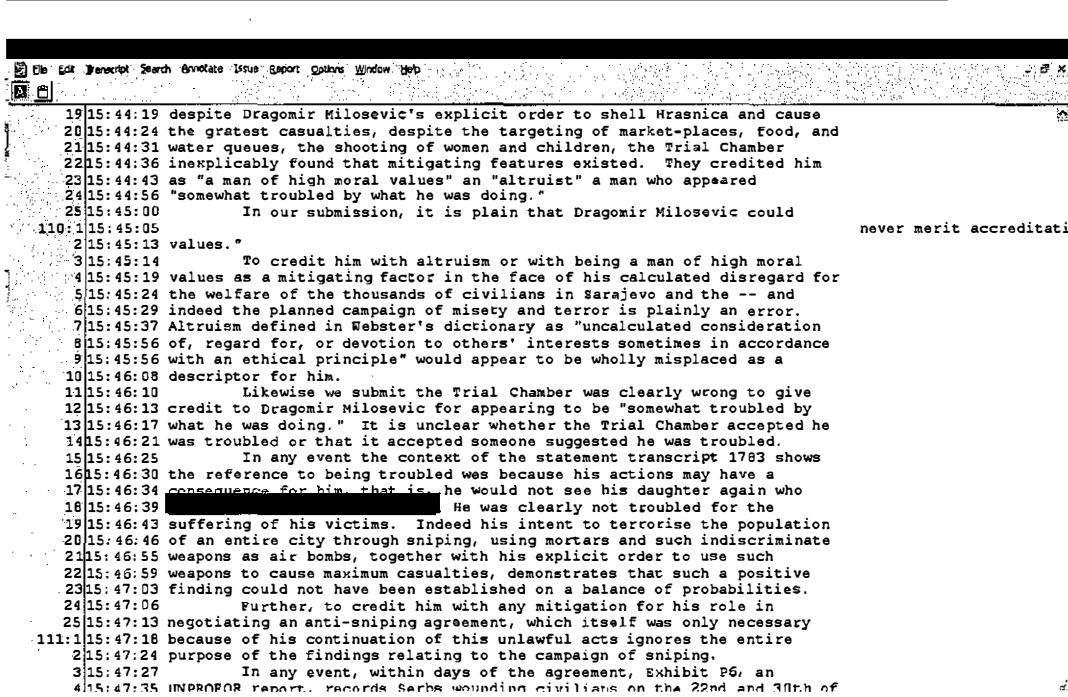 File Edit Transcript Search Annotate Issue Report Options Window Help
19 15:44:19 despite Dragomir Milosevic's explicit order to shell Hrasnica and cause
20 15:44:24 the gratest casualties, despite the targeting of market-places, food, and
21 15:44:31 water queues, the shooting of women and children, the Trial Chamber
22 15:44:36 inexplicably found that mitigating features existed. They credited him
23 15:44:43 as "a man of high moral values" an "altruist" a man who appeared
24 15:44:56 "somewhat troubled by what he was doing."
25 15:45:00 In our submission, it is plain that Dragomir Milosevic could
110:1 15:45:05 never merit accreditati
2 15:45:13 values."
3 15:45:14 To credit him with altruism or with being a man of high moral
4 15:45:19 values as a mitigating factor in the face of his calculated disregard for
5 15:45:24 the welfare of the thousands of civilians in Sarajevo and the -- and
6 15:45:29 indeed the planned campaign of misety and terror is plainly an error.
7 15:45:37 Altruism defined in Webster's dictionary as "uncalculated consideration
8 15:45:56 of, regard for, or devotion to others' interests sometimes in accordance
9 15:45:56 with an ethical principle" would appear to be wholly misplaced as a
10 15:46:08 descriptor for him.
11 15:46:10 Likewise we submit the Trial Chamber was clearly wrong to give
12 15:46:13 credit to Dragomir Milosevic for appearing to be "somewhat troubled by
13 15:46:17 what he was doing." It is unclear whether the Trial Chamber accepted he
14 15:46:21 was troubled or that it accepted someone suggested he was troubled.
15 15:46:25 In any event the context of the statement transcript 1783 shows
16 15:46:30 the reference to being troubled wes because his actions may have a
17 15:46:34 consequence for him, that is, he would not see his daughter again who
18 15:46:39 He was clearly not troubled for the
19 15:46:43 suffering of his victims. Indeed his intent to terrorise the population
20 15:46:46 of an entire city through sniping, using mortars and such indiscriminate
21 15:46:55 weapons as air bombs, together with his explicit order to use such
22 15:46:59 weapons to cause maximum casualties, demonstrates that such a positive
23 15:47:03 finding could not have been established on a balance of probabilities.
24 15:47:06 Further, to credit him with any mitigation for his role in
25 15:47:13 negotiating an anti-sniping agreement, which itself was only necessary
111:1 15:47:18 because of his continuation of this unlawful acts ignores the entire
2 15:47:24 purpose of the findings relating to the campaign of sniping.
3 15:47:27 In any event, within days of the agreement, Exhibit P6, an
4 15:47:35 UNPROFOR report, records Serbs wounding civilians on the 22nd and 30th of